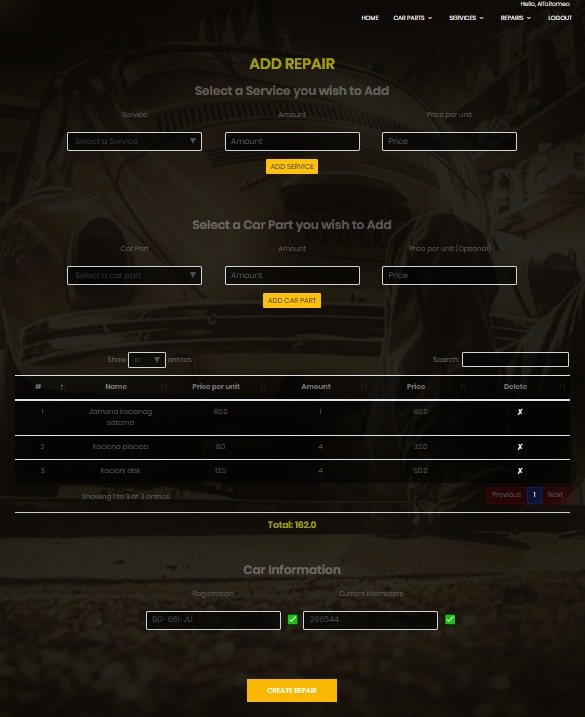 Hello, AlfaRomeo
HOME CAR PARTS SERVICES REPAIRS LOGOUT
ADD REPAIR
Select a Service you wish to Add
Service Amount Price per unit
Select a Service Amount Price
ADD SERVICE
Select a Car Part you wish to Add
Car Part Amount Price per unit (Optional)
Select a car part Amount Price
ADD CAR PART
Show 10 entries Search:
# Name Price per unit Amount Price Delete
1 Zamena kocionog 80.0 1 80.0 ✗
sistema
2 Kociona plocica 8.0 4 32.0 ✗
3 Kocioni disk 12.5 4 50.0 ✗
Showing 1 to 3 of 3 entries Previous 1 Next
Total: 162.0
Car Information
Registration Current Kilometers
BG-661-JU 296544
CREATE REPAIR